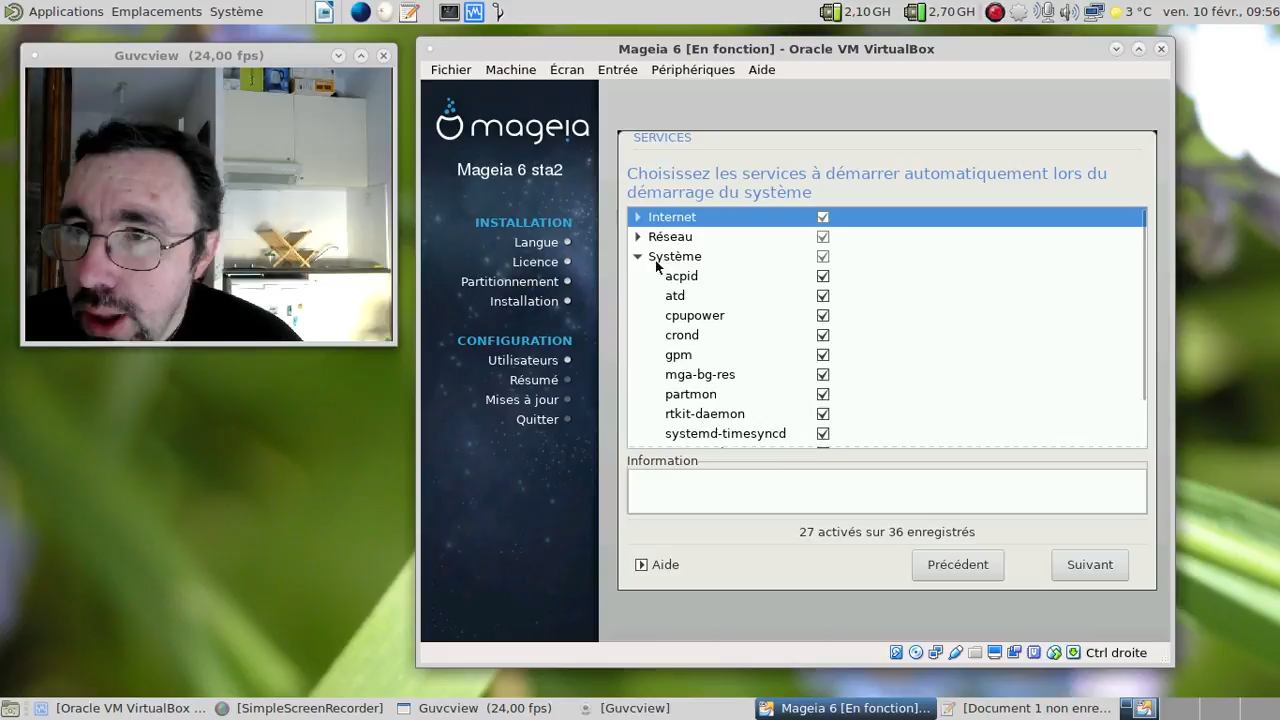 Applications Emplacements Système
2,10 GH 2,70 GH 3 °C ven. 10 févr., 09:56
Guvcview (24,00 fps)
Mageia 6 [En fonction] - Oracle VM VirtualBox
Fichier Machine Écran Entrée Périphériques Aide
mageia
Mageia 6 sta2
INSTALLATION
Langue
Licence
Partitionnement
Installation
CONFIGURATION
Utilisateurs
Résumé
Mises à jour
Quitter
SERVICES
Choisissez les services à démarrer automatiquement lors du
démarrage du système
Internet
Réseau
Système
acpid
atd
cpupower
crond
gpm
mga-bg-res
partmon
rtkit-daemon
systemd-timesyncd
Information
27 activés sur 36 enregistrés
Aide Précédent Suivant
Ctrl droite
[Oracle VM VirtualBox ... [SimpleScreenRecorder] Guvcview (24,00 fps) [Guvcview] Mageia 6 [En fonction]... [Document 1 non enre...